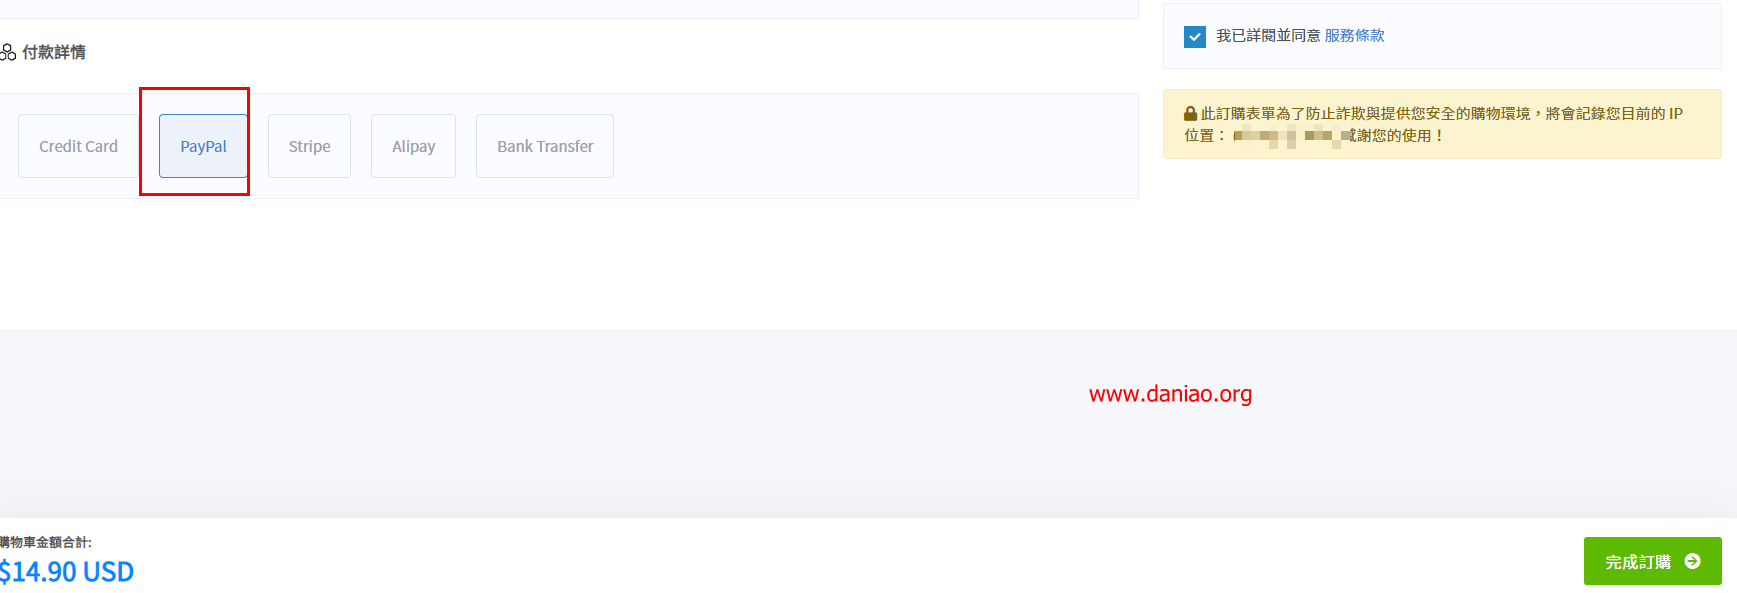 付款詳情
Credit Card
PayPal
Stripe
Alipay
Bank Transfer
我已詳閱並同意 服務條款
此訂購表單為了防止詐欺與提供您安全的購物環境，將會記錄您目前的 IP
位置： 感謝您的使用！
www.daniao.org
購物車金額合計:
$14.90 USD
完成訂購